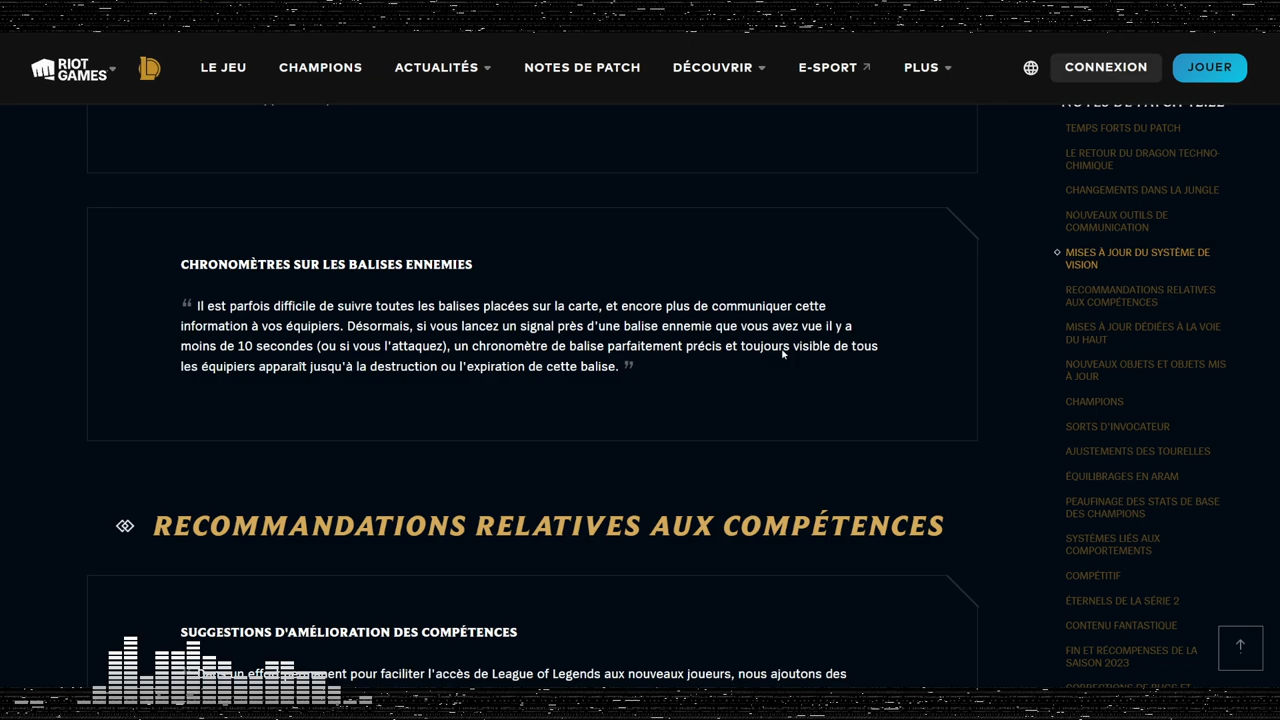 RIOT GAMES
LE JEU
CHAMPIONS
ACTUALITÉS
NOTES DE PATCH
DÉCOUVRIR
E-SPORT
PLUS
CONNEXION
JOUER
CHRONOMÈTRES SUR LES BALISES ENNEMIES
“ Il est parfois difficile de suivre toutes les balises placées sur la carte, et encore plus de communiquer cette
information à vos équipiers. Désormais, si vous lancez un signal près d'une balise ennemie que vous avez vue il y a
moins de 10 secondes (ou si vous l'attaquez), un chronomètre de balise parfaitement précis et toujours visible de tous
les équipiers apparaît jusqu'à la destruction ou l'expiration de cette balise. ”
RECOMMANDATIONS RELATIVES AUX COMPÉTENCES
SUGGESTIONS D'AMÉLIORATION DES COMPÉTENCES
Dans un effort permanent pour faciliter l'accès de League of Legends aux nouveaux joueurs, nous ajoutons des
NOTES DE PATCH
TEMPS FORTS DU PATCH
LE RETOUR DU DRAGON TECHNO-
CHIMIQUE
CHANGEMENTS DANS LA JUNGLE
NOUVEAUX OUTILS DE
COMMUNICATION
MISES À JOUR DU SYSTÈME DE
VISION
RECOMMANDATIONS RELATIVES
AUX COMPÉTENCES
MISES À JOUR DÉDIÉES À LA VOIE
DU HAUT
NOUVEAUX OBJETS ET OBJETS MIS
À JOUR
CHAMPIONS
SORTS D'INVOCATEUR
AJUSTEMENTS DES TOURELLES
ÉQUILIBRAGES EN ARAM
PEAUFINAGE DES STATS DE BASE
DES CHAMPIONS
SYSTÈMES LIÉS AUX
COMPORTEMENTS
COMPÉTITIF
ÉTERNELS DE LA SÉRIE 2
CONTENU FANTASTIQUE
FIN ET RÉCOMPENSES DE LA
SAISON 2023